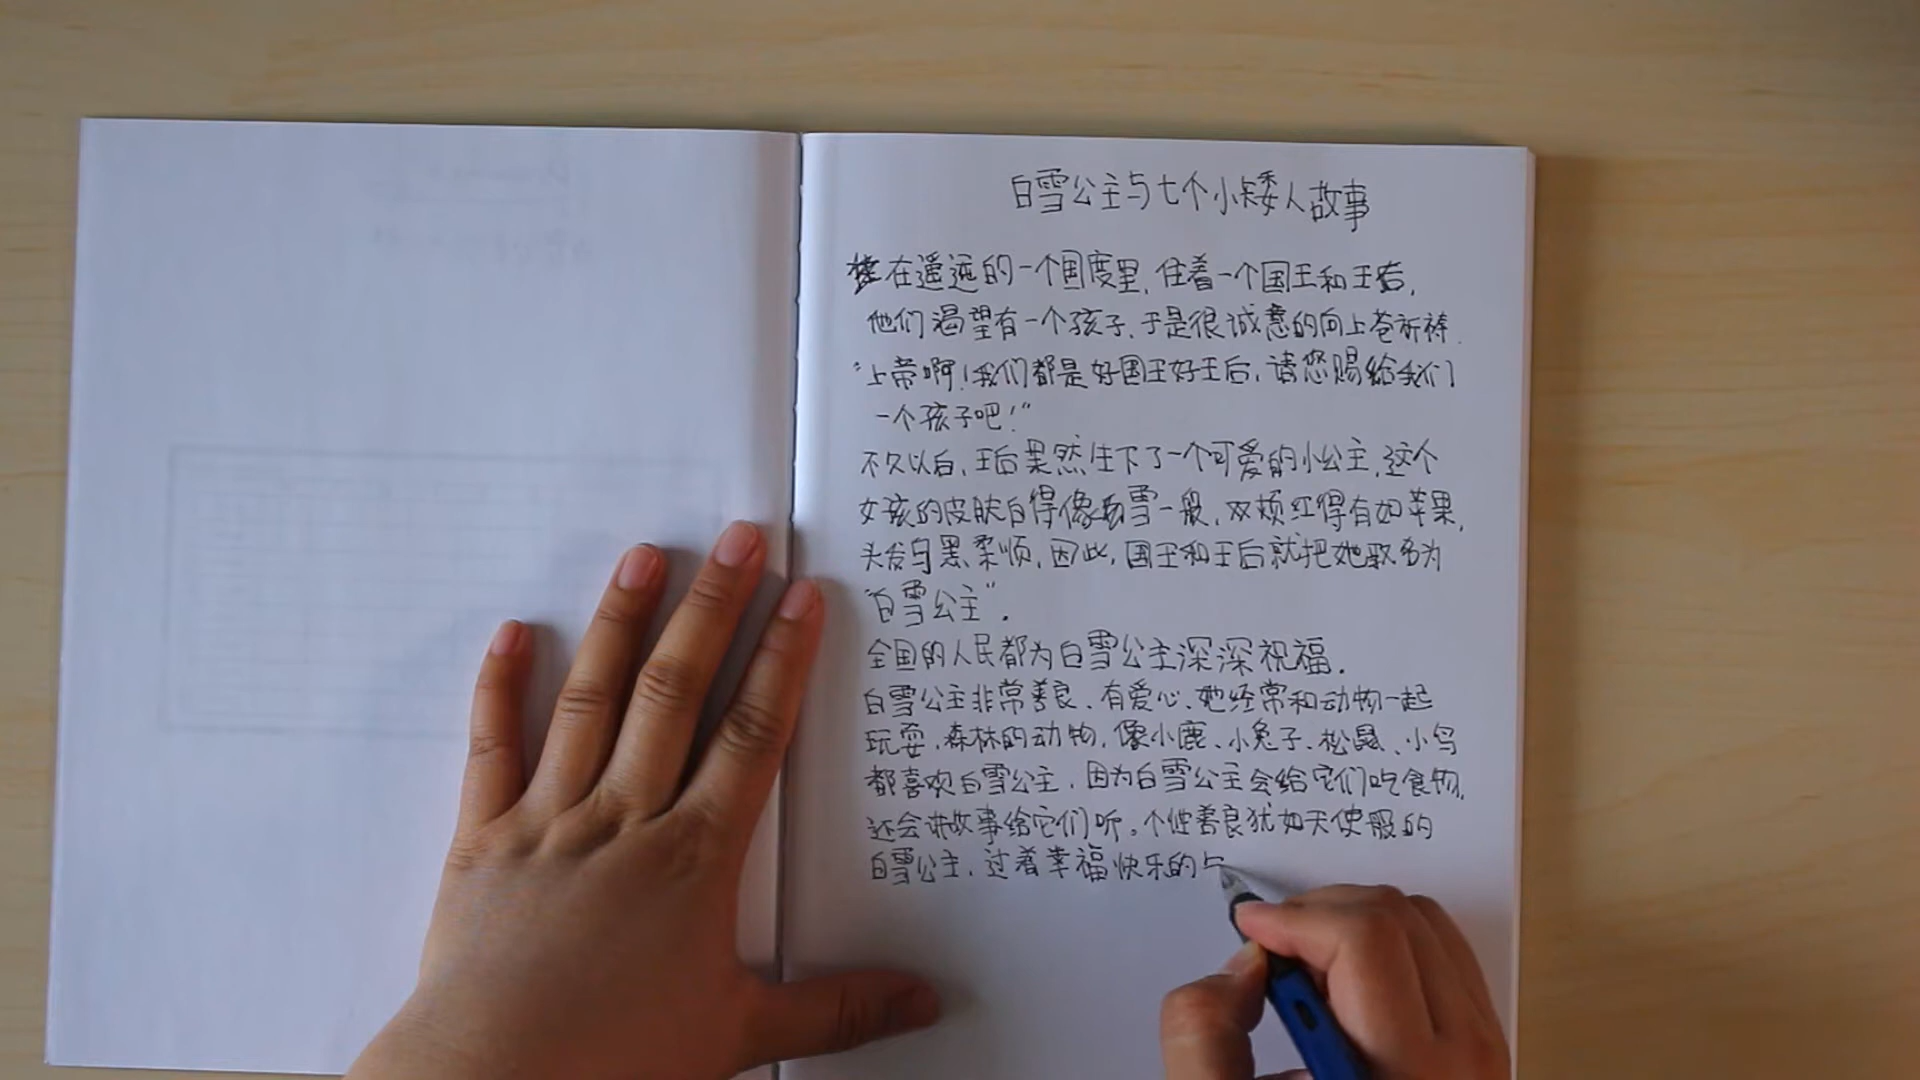 白雪公主与七个小矮人故事
在遥远的一个国度里,住着一个国王和王后,
他们渴望有一个孩子,于是很诚意的向上苍祈祷.
“上帝啊!我们都是好国王好王后,请您赐给我们
一个孩子吧!”
不久以后,王后果然生下了一个可爱的小公主,这个
女孩的皮肤白得像雪一般,双颊红得有如苹果,
头发乌黑柔顺,因此,国王和王后就把她取名为
“白雪公主”.
全国的人民都为白雪公主深深祝福.
白雪公主非常善良、有爱心、她经常和动物一起
玩耍,森林的动物,像小鹿、小兔子、松鼠、小鸟
都喜欢白雪公主,因为白雪公主会给它们吃食物,
还会讲故事给它们听。个性善良犹如天使般的
白雪公主,过着幸福快乐的